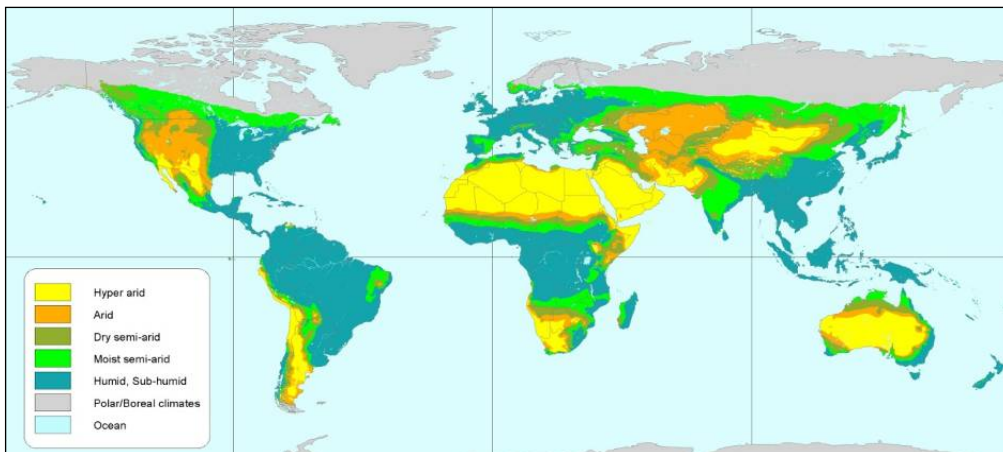 Hyper arid
Arid
Dry semi-arid
Moist semi-arid
Humid, Sub-humid
Polar/Boreal climates
Ocean